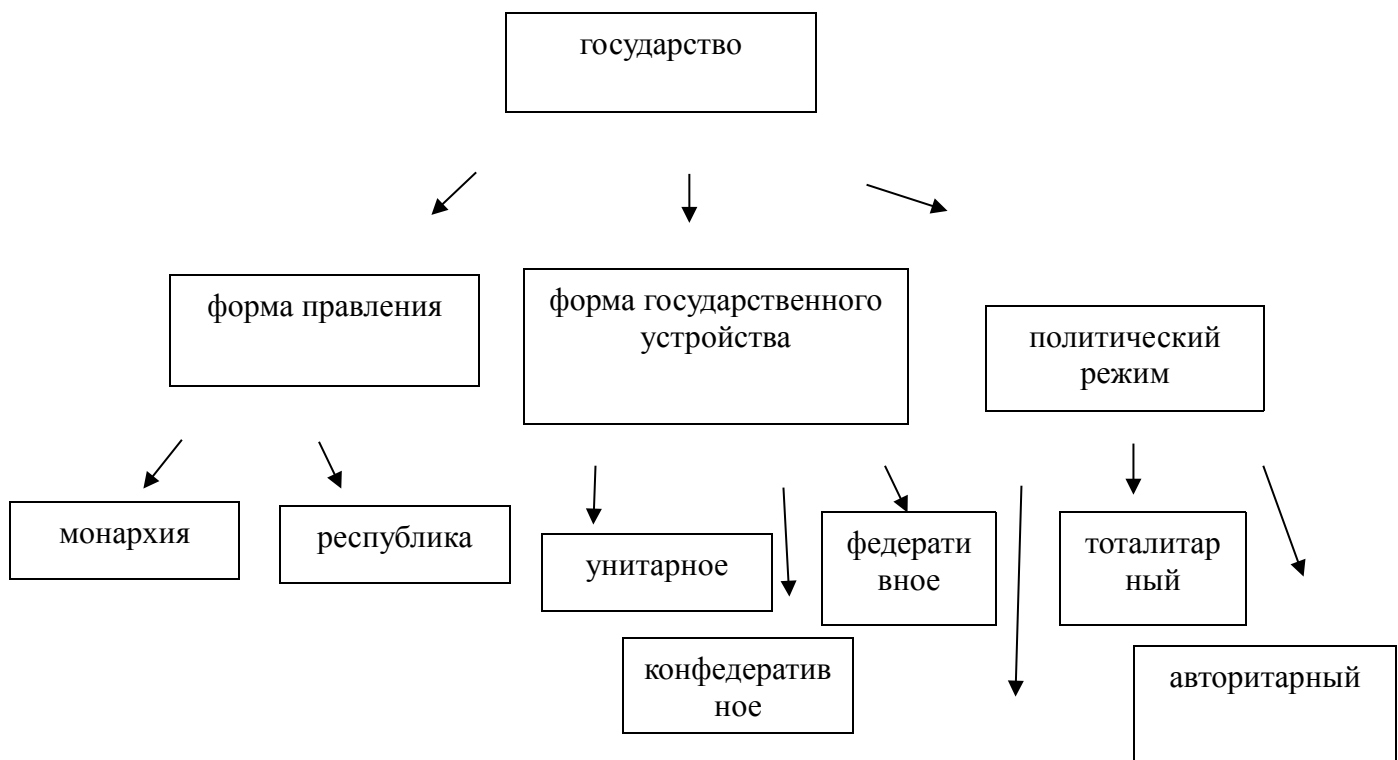 государство
форма правления
форма государственного
устройства
политический
режим
монархия
республика
унитарное
федерати
вное
тоталитар
ный
конфедератив
ное
авторитарный